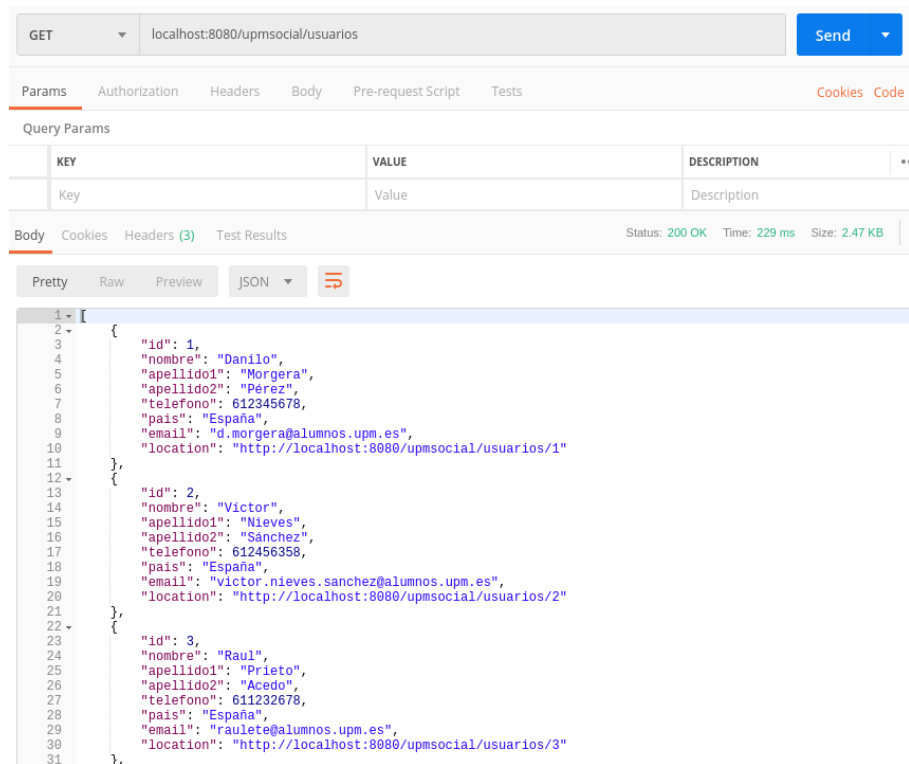 GET localhost:8080/upmsocial/usuarios Send
Params Authorization Headers Body Pre-request Script Tests Cookies Code
Query Params
KEY VALUE DESCRIPTION
Key Value Description
Body Cookies Headers (3) Test Results Status: 200 OK Time: 229 ms Size: 2.47 KB
Pretty Raw Preview JSON
1 [
2 {
3 "id": 1,
4 "nombre": "Danilo",
5 "apellido1": "Morgera",
6 "apellido2": "Pérez",
7 "telefono": 612345678,
8 "pais": "España",
9 "email": "d.morgera@alumnos.upm.es",
10 "location": "http://localhost:8080/upmsocial/usuarios/1"
11 },
12 {
13 "id": 2,
14 "nombre": "Víctor",
15 "apellido1": "Nieves",
16 "apellido2": "Sánchez",
17 "telefono": 612456358,
18 "pais": "España",
19 "email": "victor.nieves.sanchez@alumnos.upm.es",
20 "location": "http://localhost:8080/upmsocial/usuarios/2"
21 },
22 {
23 "id": 3,
24 "nombre": "Raul",
25 "apellido1": "Prieto",
26 "apellido2": "Acedo",
27 "telefono": 611232678,
28 "pais": "España",
29 "email": "raulete@alumnos.upm.es",
30 "location": "http://localhost:8080/upmsocial/usuarios/3"
31 },